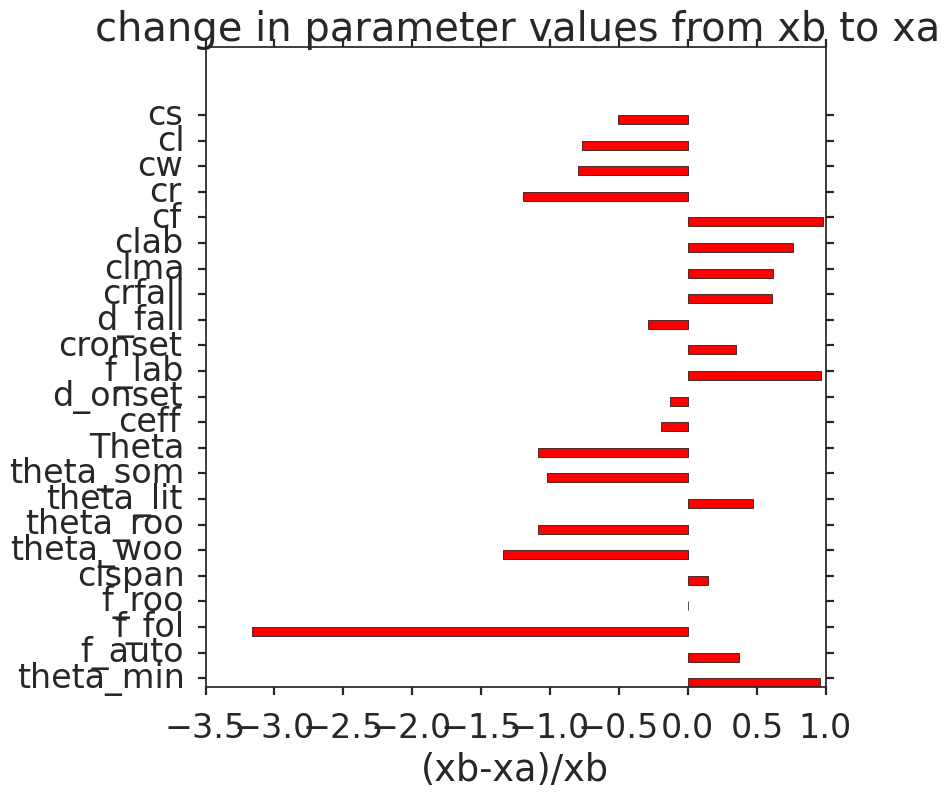 change in parameter values from xb to xa
cs
cl
cw
cr
cf
clab
clma
crfall
d_fall
cronset
f_lab
d_onset
ceff
Theta
theta_som
theta_lit
theta_roo
theta_woo
clspan
f_roo
f_fol
f_auto
theta_min
−3.5 −3.0 −2.5 −2.0 −1.5 −1.0 −0.5 0.0 0.5 1.0
(xb-xa)/xb